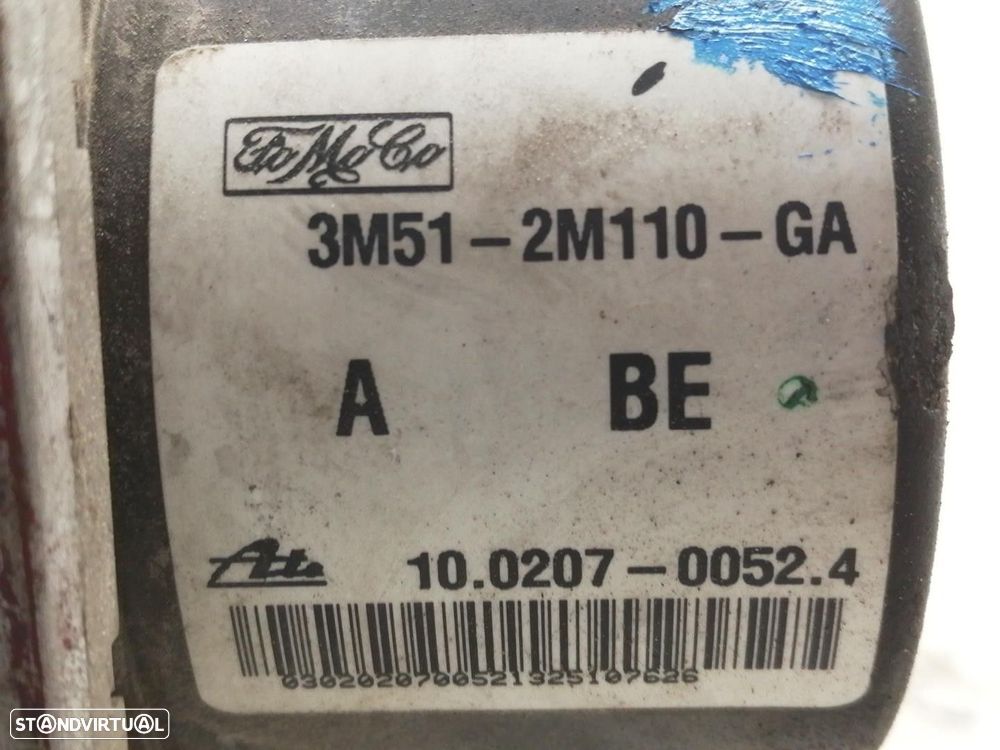 FoMoCo
3M51-2M110-GA
A BE
Ate
10.0207-0052.4
0302020700521325107626
STANDVIRTUAL